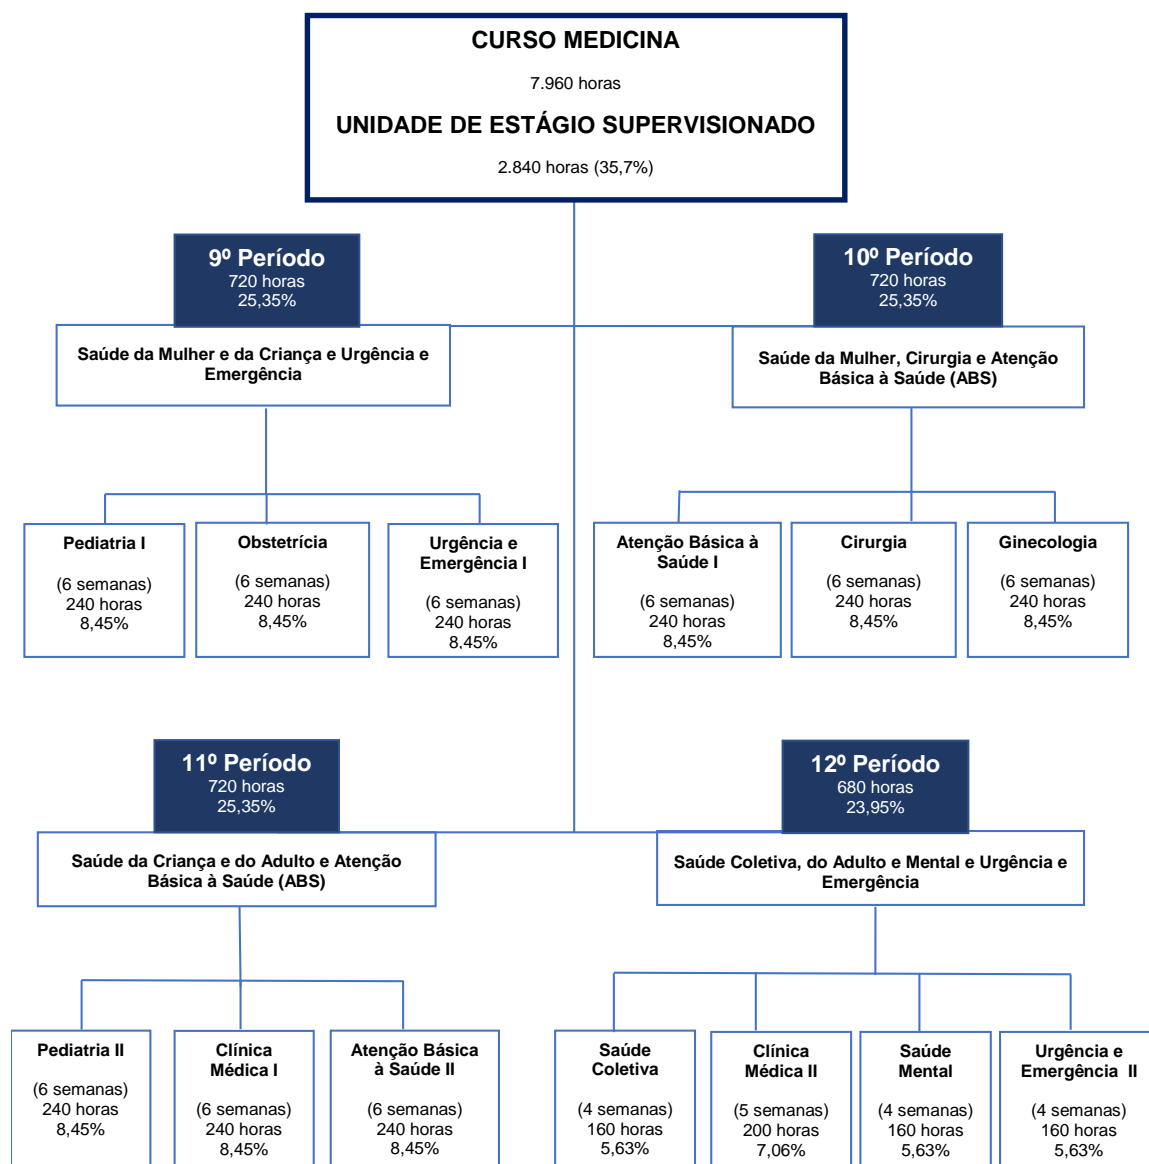 CURSO MEDICINA
7.960 horas
UNIDADE DE ESTÁGIO SUPERVISIONADO
2.840 horas (35,7%)
9º Período
720 horas
25,35%
Saúde da Mulher e da Criança e Urgência e
Emergência
10º Período
720 horas
25,35%
Saúde da Mulher, Cirurgia e Atenção
Básica à Saúde (ABS)
Pediatria I
(6 semanas)
240 horas
8,45%
Obstetrícia
(6 semanas)
240 horas
8,45%
Urgência e
Emergência I
(6 semanas)
240 horas
8,45%
Atenção Básica à
Saúde I
(6 semanas)
240 horas
8,45%
Cirurgia
(6 semanas)
240 horas
8,45%
Ginecologia
(6 semanas)
240 horas
8,45%
11º Período
720 horas
25,35%
Saúde da Criança e do Adulto e Atenção
Básica à Saúde (ABS)
12º Período
680 horas
23,95%
Saúde Coletiva, do Adulto e Mental e Urgência e
Emergência
Pediatria II
(6 semanas)
240 horas
8,45%
Clínica
Médica I
(6 semanas)
240 horas
8,45%
Atenção Básica
à Saúde II
(6 semanas)
240 horas
8,45%
Saúde
Coletiva
(4 semanas)
160 horas
5,63%
Clínica
Médica II
(5 semanas)
200 horas
7,06%
Saúde
Mental
(4 semanas)
160 horas
5,63%
Urgência e
Emergência II
(4 semanas)
160 horas
5,63%